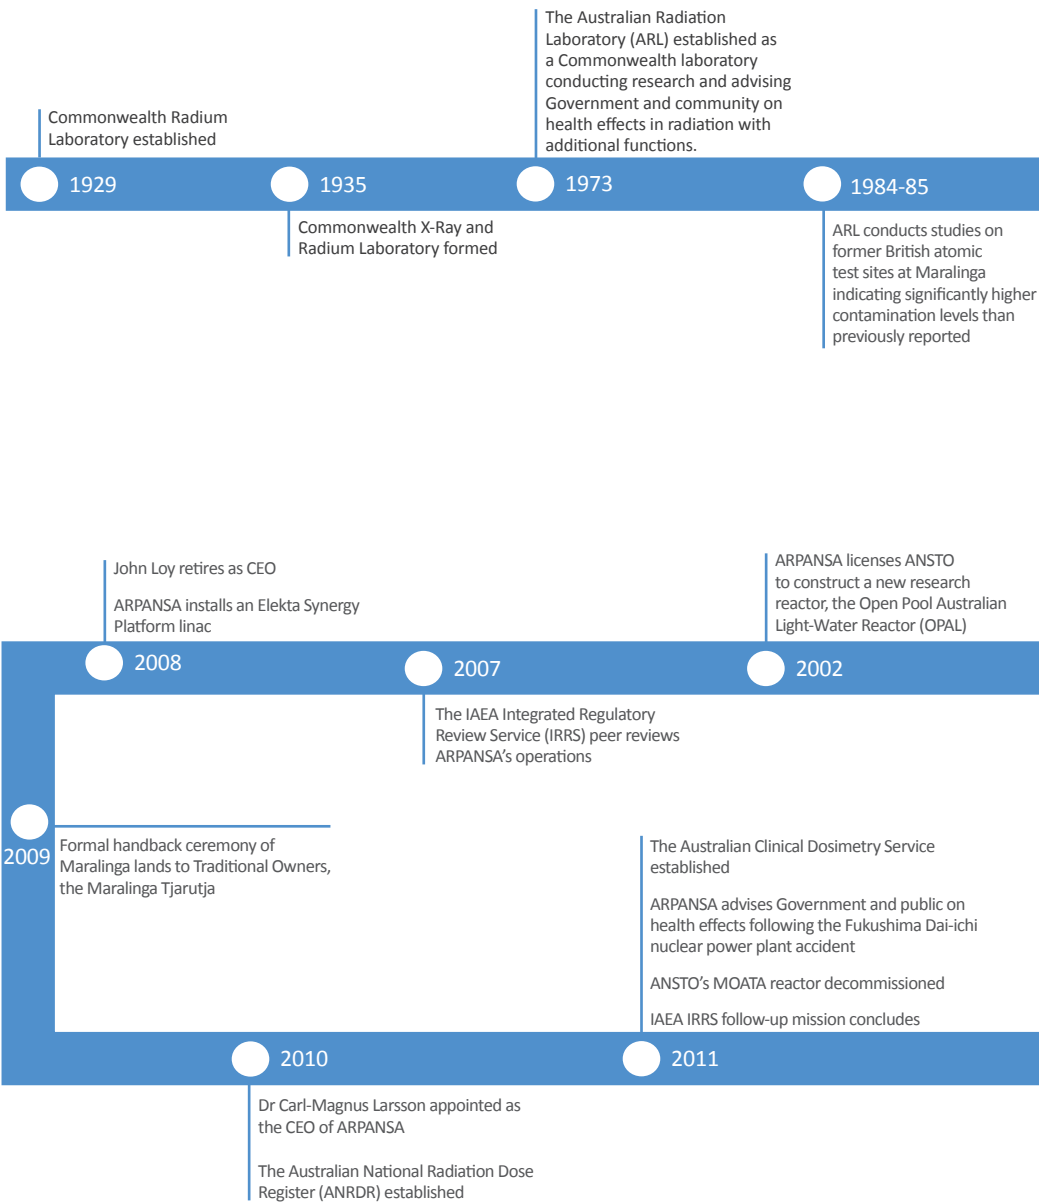 Commonwealth Radium
Laboratory established
1929
1935
Commonwealth X-Ray and
Radium Laboratory formed
The Australian Radiation
Laboratory (ARL) established as
a Commonwealth laboratory
conducting research and advising
Government and community on
health effects in radiation with
additional functions.
1973
1984-85
ARL conducts studies on
former British atomic
test sites at Maralinga
indicating significantly higher
contamination levels than
previously reported
ARPANSA licenses ANSTO
to construct a new research
reactor, the Open Pool Australian
Light-Water Reactor (OPAL)
2002
2007
The IAEA Integrated Regulatory
Review Service (IRRS) peer reviews
ARPANSA’s operations
John Loy retires as CEO
ARPANSA installs an Elekta Synergy
Platform linac
2008
2009
Formal handback ceremony of
Maralinga lands to Traditional Owners,
the Maralinga Tjarutja
2010
Dr Carl-Magnus Larsson appointed as
the CEO of ARPANSA
The Australian National Radiation Dose
Register (ANRDR) established
The Australian Clinical Dosimetry Service
established
ARPANSA advises Government and public on
health effects following the Fukushima Dai-ichi
nuclear power plant accident
ANSTO’s MOATA reactor decommissioned
IAEA IRRS follow-up mission concludes
2011